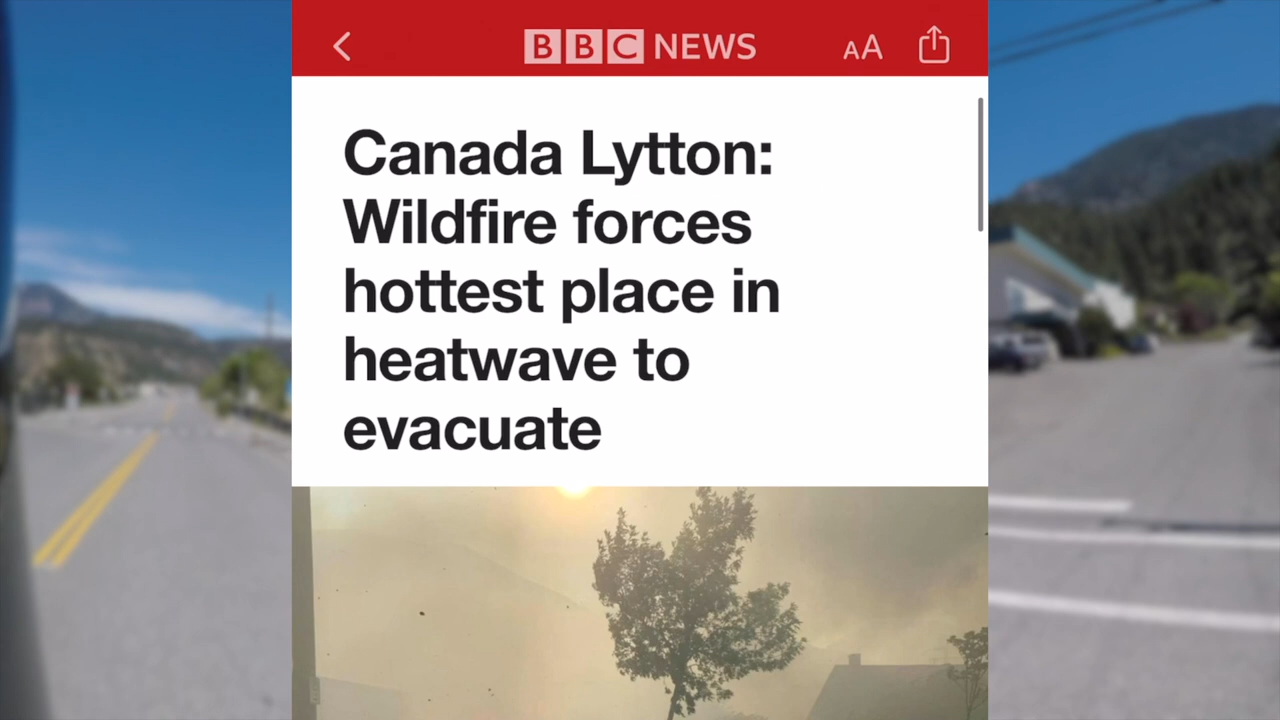 BBC NEWS
AA
Canada Lytton:
Wildfire forces
hottest place in
heatwave to
evacuate